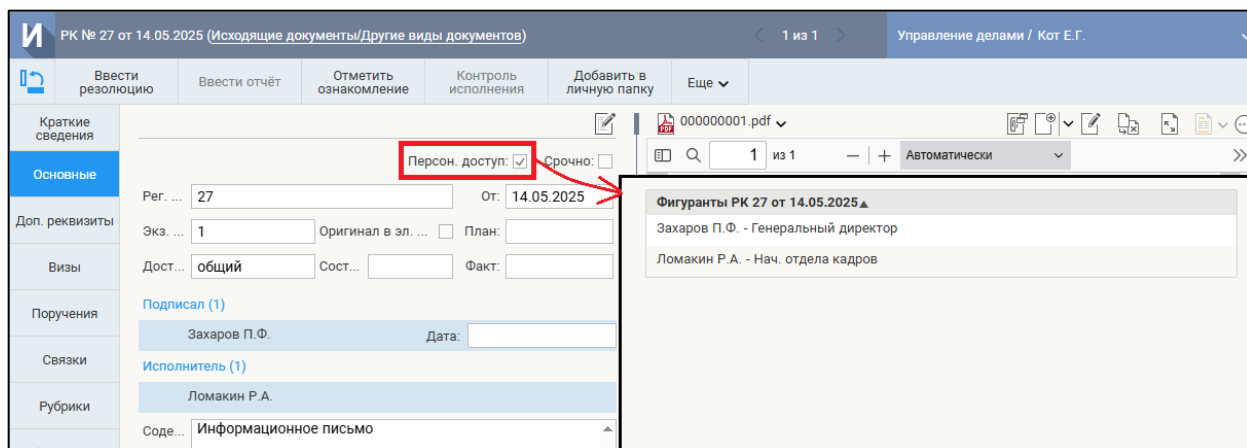 И РК № 27 от 14.05.2025 (Исходящие документы/Другие виды документов) 1 из 1 Управление делами / Кот Е.Г.
Ввести резолюцию
Ввести отчёт
Отметить ознакомление
Контроль исполнения
Добавить в личную папку
Еще
Краткие сведения
Основные
Доп. реквизиты
Визы
Поручения
Связки
Рубрики
Персон. доступ: Срочно:
Рег. ... 27 От: 14.05.2025
Экз. ... 1 Оригинал в эл. ... План:
Дост... общий Сост... Факт:
Подписал (1)
Захаров П.Ф. Дата:
Исполнитель (1)
Ломакин Р.А.
Соде... Информационное письмо
PDF 000000001.pdf
1 из 1 — + Автоматически
Фигуранты РК 27 от 14.05.2025▲
Захаров П.Ф. - Генеральный директор
Ломакин Р.А. - Нач. отдела кадров